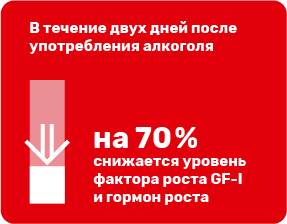 В течение двух дней после
употребления алкоголя
на 70%
снижается уровень
фактора роста GF-I
и гормон роста